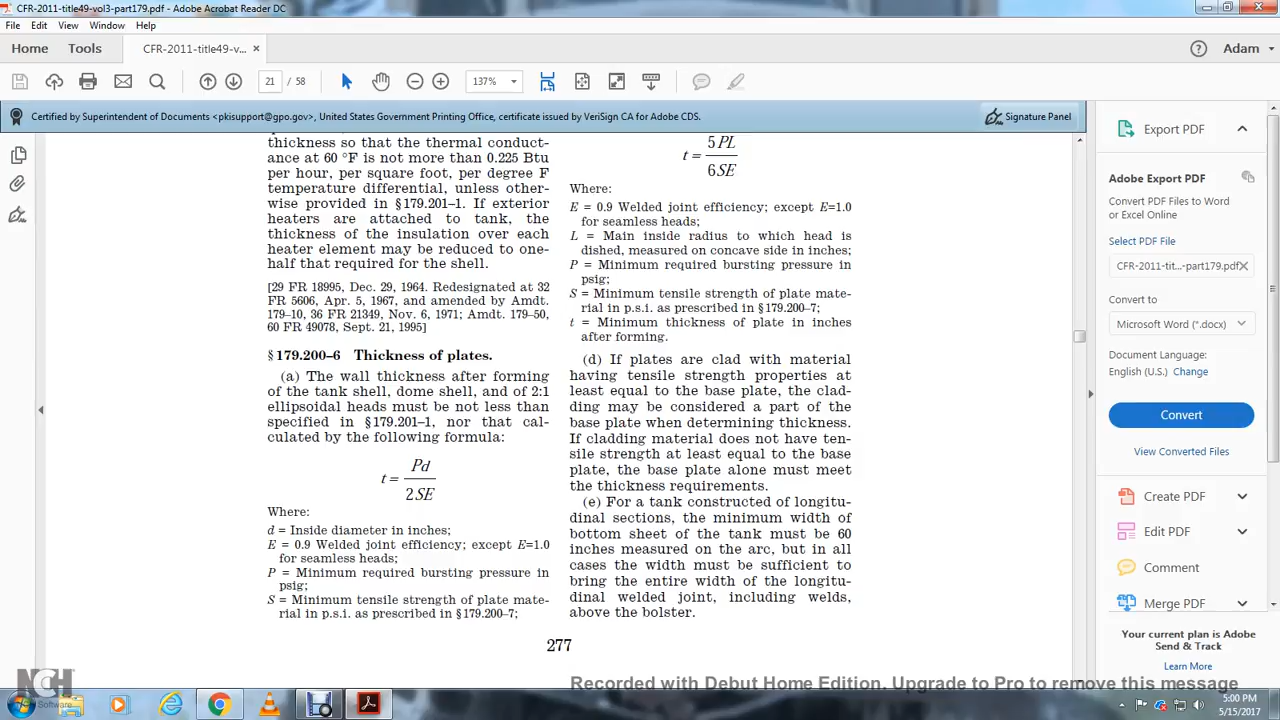 CFR-2011-title49-vol3-part179.pdf - Adobe Acrobat Reader DC
File Edit View Window Help
Home Tools CFR-2011-title49-v... × Adam
21 / 58 137%
Certified by Superintendent of Documents <pkisupport@gpo.gov>, United States Government Printing Office, certificate issued by VeriSign CA for Adobe CDS. Signature Panel
thickness so that the thermal conduct-
ance at 60 °F is not more than 0.225 Btu
per hour, per square foot, per degree F
temperature differential, unless other-
wise provided in §179.201–1. If exterior
heaters are attached to tank, the
thickness of the insulation over each
heater element may be reduced to one-
half that required for the shell.
[29 FR 18995, Dec. 29, 1964. Redesignated at 32
FR 5606, Apr. 5, 1967, and amended by Amdt.
179–10, 36 FR 21349, Nov. 6, 1971; Amdt. 179–50,
60 FR 49078, Sept. 21, 1995]
§179.200–6 Thickness of plates.
(a) The wall thickness after forming
of the tank shell, dome shell, and of 2:1
ellipsoidal heads must be not less than
specified in §179.201–1, nor that cal-
culated by the following formula:
t = Pd / 2SE
Where:
d = Inside diameter in inches;
E = 0.9 Welded joint efficiency; except E=1.0
for seamless heads;
P = Minimum required bursting pressure in
psig;
S = Minimum tensile strength of plate mate-
rial in p.s.i. as prescribed in §179.200–7;
t = 5PL / 6SE
Where:
E = 0.9 Welded joint efficiency; except E=1.0
for seamless heads;
L = Main inside radius to which head is
dished, measured on concave side in inches;
P = Minimum required bursting pressure in
psig;
S = Minimum tensile strength of plate mate-
rial in p.s.i. as prescribed in §179.200–7;
t = Minimum thickness of plate in inches
after forming.
(d) If plates are clad with material
having tensile strength properties at
least equal to the base plate, the clad-
ding may be considered a part of the
base plate when determining thickness.
If cladding material does not have ten-
sile strength at least equal to the base
plate, the base plate alone must meet
the thickness requirements.
(e) For a tank constructed of longitu-
dinal sections, the minimum width of
bottom sheet of the tank must be 60
inches measured on the arc, but in all
cases the width must be sufficient to
bring the entire width of the longitu-
dinal welded joint, including welds,
above the bolster.
277
Export PDF
Adobe Export PDF
Convert PDF Files to Word
or Excel Online
Select PDF File
CFR-2011-tit...-part179.pdf ×
Convert to
Microsoft Word (*.docx)
Document Language:
English (U.S.) Change
Convert
View Converted Files
Create PDF
Edit PDF
Comment
Merge PDF
Your current plan is Adobe
Send & Track
Learn More
NCH
Software
Recorded with Debut Home Edition. Upgrade to Pro to remove this message
5:00 PM
5/15/2017